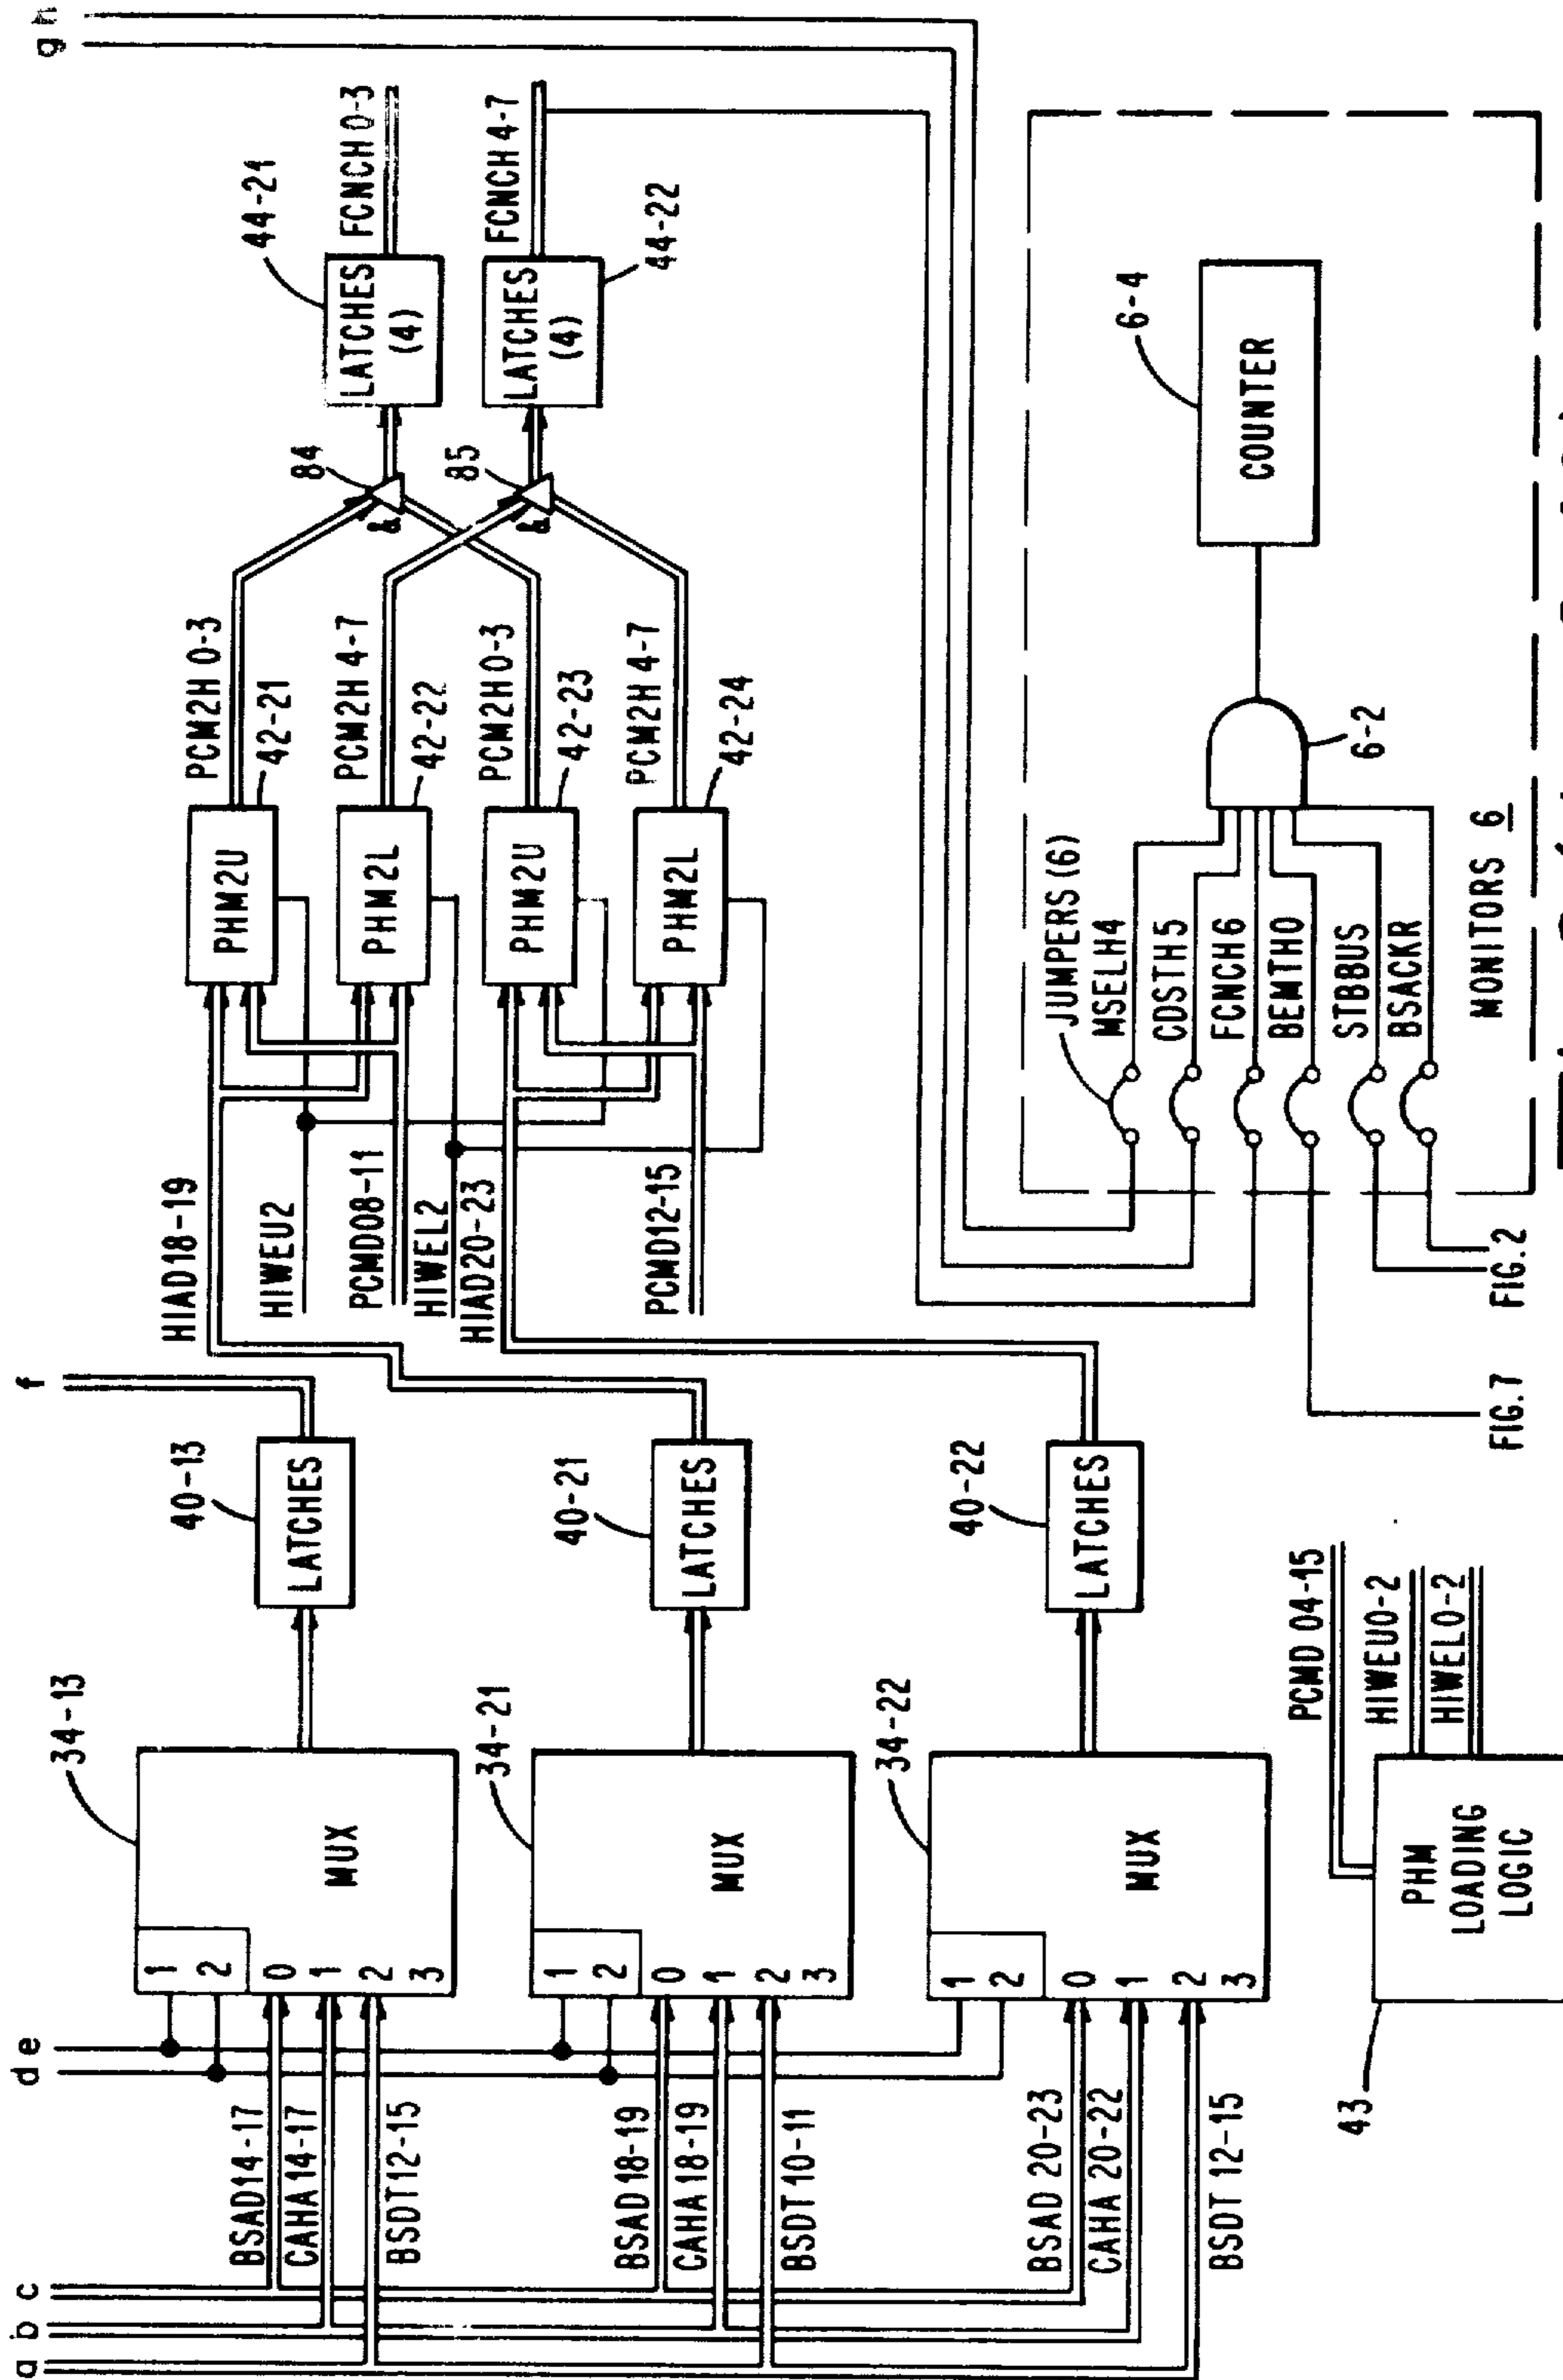 a
b
c
d
e
f
g
h
BSAD14-17
CAHA14-17
BSDT12-15
1
2
0
1
2
3
MUX
34-13
LATCHES
40-13
BSAD18-19
CAHA18-19
BSDT10-11
1
2
0
1
2
3
MUX
34-21
LATCHES
40-21
BSAD 20-23
CAHA 20-22
BSDT 12-15
1
2
0
1
2
3
MUX
34-22
LATCHES
40-22
43
PHM
LOADING
LOGIC
PCMD 04-15
HIWEU0-2
HIWEL0-2
HIAD18-19
HIWEU2
PCMD08-11
HIWEL2
HIAD20-23
PCMD12-15
PHM2U
42-21
PCM2H 0-3
PHM2L
42-22
PCM2H 4-7
PHM2U
42-23
PCM2H 0-3
PHM2L
42-24
PCM2H 4-7
84
85
LATCHES
(4)
44-21
FCNCH 0-3
LATCHES
(4)
44-22
FCNCH 4-7
JUMPERS (6)
MSELH4
CDSTH5
FCNCH6
BEMTH0
STBBUS
BSACKR
6-2
COUNTER
6-4
MONITORS 6
FIG.7
FIG.2